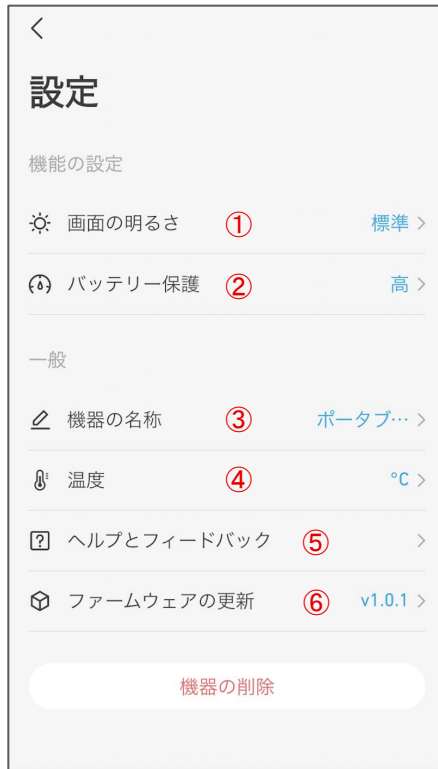 設定
機能の設定
画面の明るさ ① 標準
バッテリー保護 ② 高
一般
機器の名称 ③ ポータブ…
温度 ④ °C
ヘルプとフィードバック ⑤
ファームウェアの更新 ⑥ v1.0.1
機器の削除